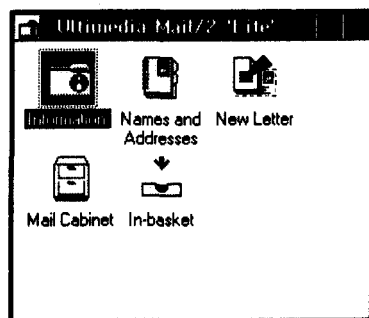 Ultimedia Mail/2 'Lite'
Information
Names and Addresses
New Letter
Mail Cabinet
In-basket